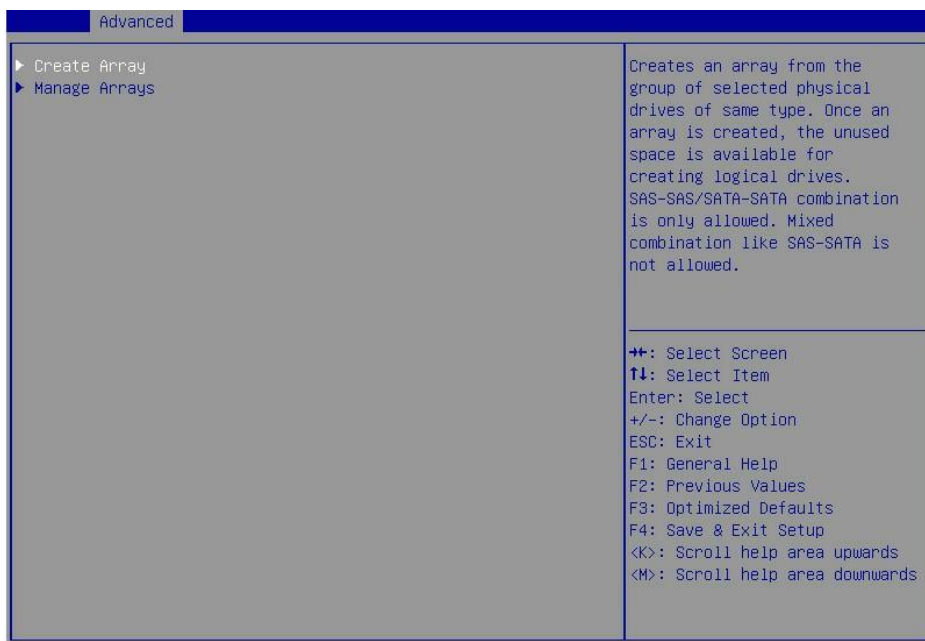 Advanced
▶ Create Array
▶ Manage Arrays
Creates an array from the
group of selected physical
drives of same type. Once an
array is created, the unused
space is available for
creating logical drives.
SAS-SAS/SATA-SATA combination
is only allowed. Mixed
combination like SAS-SATA is
not allowed.
→←: Select Screen
↑↓: Select Item
Enter: Select
+/-: Change Option
ESC: Exit
F1: General Help
F2: Previous Values
F3: Optimized Defaults
F4: Save & Exit Setup
<K>: Scroll help area upwards
<M>: Scroll help area downwards